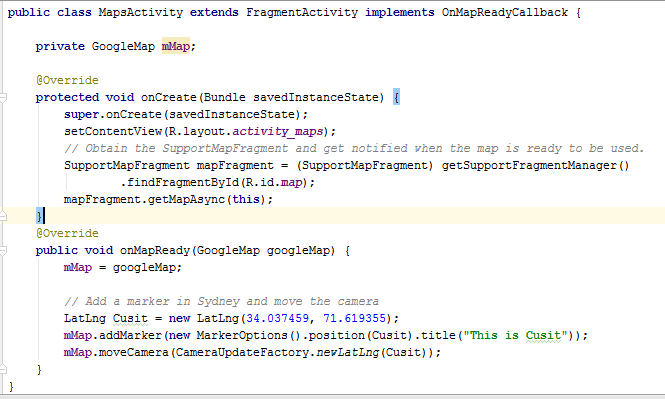 public class MapsActivity extends FragmentActivity implements OnMapReadyCallback {
private GoogleMap mMap;
@Override
protected void onCreate(Bundle savedInstanceState) {
super.onCreate(savedInstanceState);
setContentView(R.layout.activity_maps);
// Obtain the SupportMapFragment and get notified when the map is ready to be used.
SupportMapFragment mapFragment = (SupportMapFragment) getSupportFragmentManager()
.findFragmentById(R.id.map);
mapFragment.getMapAsync(this);
}
@Override
public void onMapReady(GoogleMap googleMap) {
mMap = googleMap;
// Add a marker in Sydney and move the camera
LatLng Cusit = new LatLng(34.037459, 71.619355);
mMap.addMarker(new MarkerOptions().position(Cusit).title("This is Cusit"));
mMap.moveCamera(CameraUpdateFactory.newLatLng(Cusit));
}
}